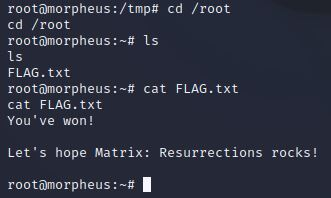 root@morpheus:/tmp# cd /root
cd /root
root@morpheus:~# ls
ls
FLAG.txt
root@morpheus:~# cat FLAG.txt
cat FLAG.txt
You've won!

Let's hope Matrix: Resurrections rocks!

root@morpheus:~#